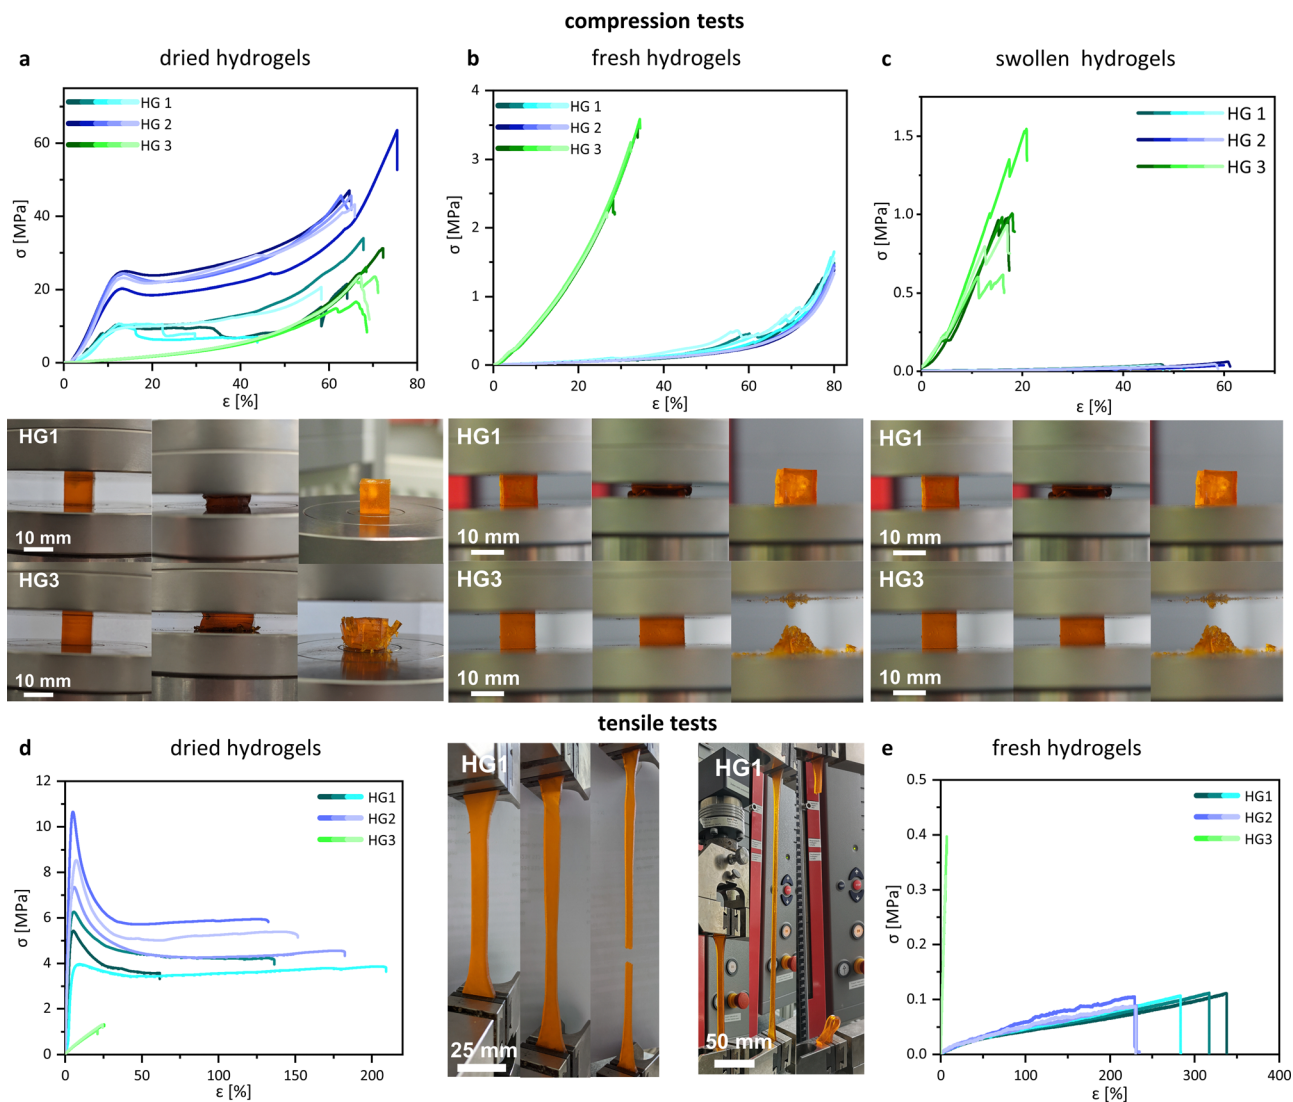 compression tests
a dried hydrogels
HG 1
HG 2
HG 3
σ [MPa]
60
40
20
0
0 20 40 60 80
ε [%]
b fresh hydrogels
HG 1
HG 2
HG 3
σ [MPa]
4
3
2
1
0
0 20 40 60 80
ε [%]
c swollen hydrogels
HG 1
HG 2
HG 3
σ [MPa]
1.5
1.0
0.5
0.0
0 20 40 60
ε [%]
HG1
10 mm
HG3
10 mm
HG1
10 mm
HG3
10 mm
HG1
10 mm
HG3
10 mm
tensile tests
d dried hydrogels
HG1
HG2
HG3
σ [MPa]
12
10
8
6
4
2
0
0 50 100 150 200
ε [%]
HG1
25 mm
HG1
50 mm
e fresh hydrogels
HG1
HG2
HG3
σ [MPa]
0.5
0.4
0.3
0.2
0.1
0.0
0 100 200 300 400
ε [%]